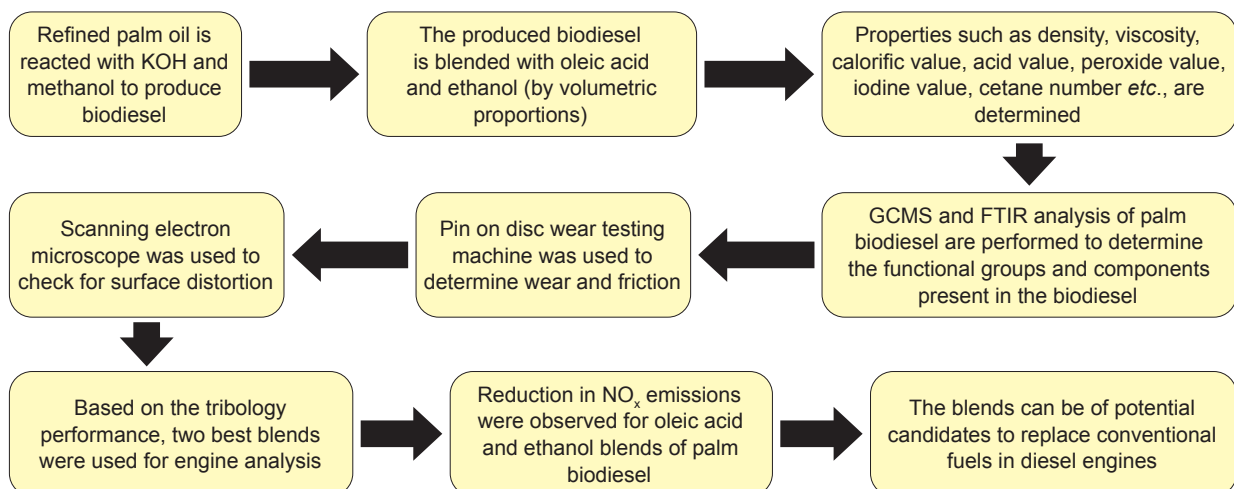 Refined palm oil is
reacted with KOH and
methanol to produce
biodiesel
The produced biodiesel
is blended with oleic acid
and ethanol (by volumetric
proportions)
Properties such as density, viscosity,
calorific value, acid value, peroxide value,
iodine value, cetane number etc., are
determined
GCMS and FTIR analysis of palm
biodiesel are performed to determine
the functional groups and components
present in the biodiesel
Pin on disc wear testing
machine was used to
determine wear and friction
Scanning electron
microscope was used to
check for surface distortion
Based on the tribology
performance, two best blends
were used for engine analysis
Reduction in NOx emissions
were observed for oleic acid
and ethanol blends of palm
biodiesel
The blends can be of potential
candidates to replace conventional
fuels in diesel engines